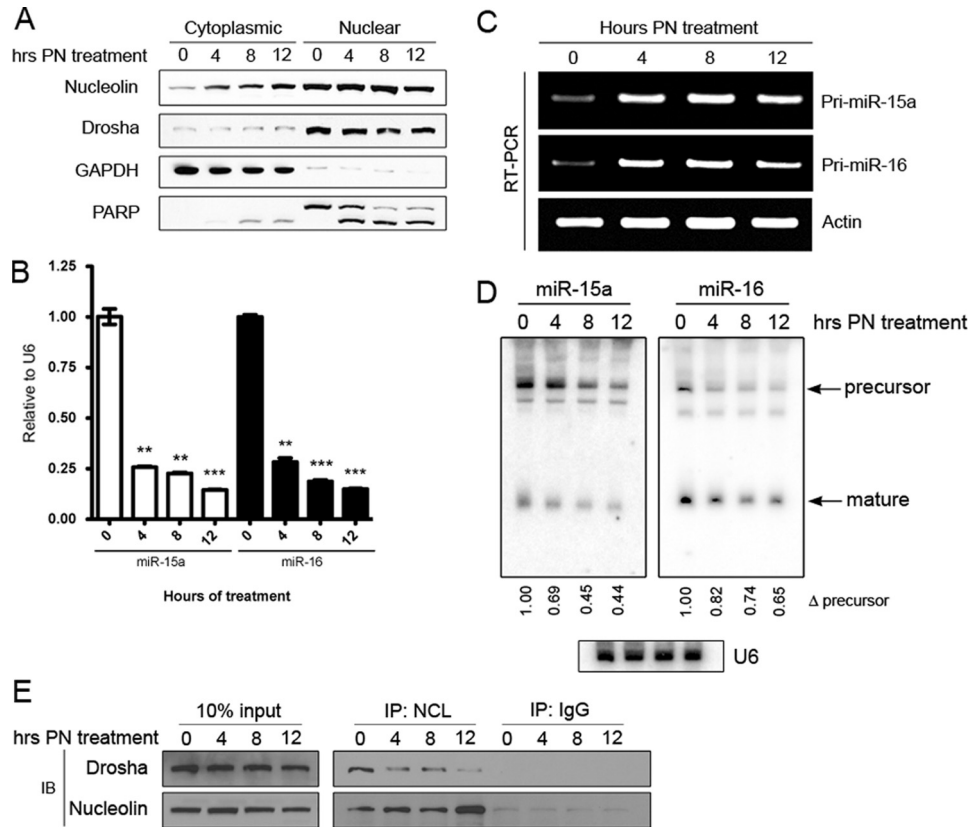 A
Cytoplasmic Nuclear
hrs PN treatment 0 4 8 12 0 4 8 12
Nucleolin
Drosha
GAPDH
PARP
B
1.25
1.00
0.75
0.50
0.25
0.00
Relative to U6
** ** *** ** *** ***
0 4 8 12 0 4 8 12
miR-15a miR-16
Hours of treatment
C
Hours PN treatment
0 4 8 12
RT-PCR
Pri-miR-15a
Pri-miR-16
Actin
D
miR-15a miR-16
0 4 8 12 0 4 8 12 hrs PN treatment
precursor
mature
1.00 0.69 0.45 0.44 1.00 0.82 0.74 0.65 Δ precursor
U6
E
10% input IP: NCL IP: IgG
hrs PN treatment 0 4 8 12 0 4 8 12 0 4 8 12
IB
Drosha
Nucleolin